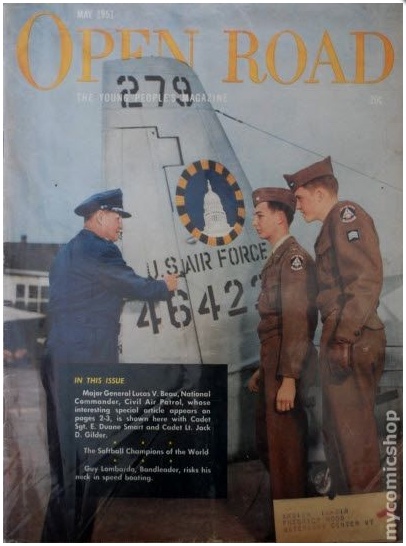 MAY 1951
OPEN ROAD
THE YOUNG PEOPLE'S MAGAZINE
20¢
279
U.S. AIR FORCE
46423
IN THIS ISSUE
Major General Lucas V. Beau, National
Commander, Civil Air Patrol, whose
interesting special article appears on
pages 2-3, is shown here with Cadet
Sgt. E. Duane Smart and Cadet Lt. Jack
D. Gilder.
The Softball Champions of the World
Guy Lombardo, Bandleader, risks his
neck in speed boating.
mycomicshop